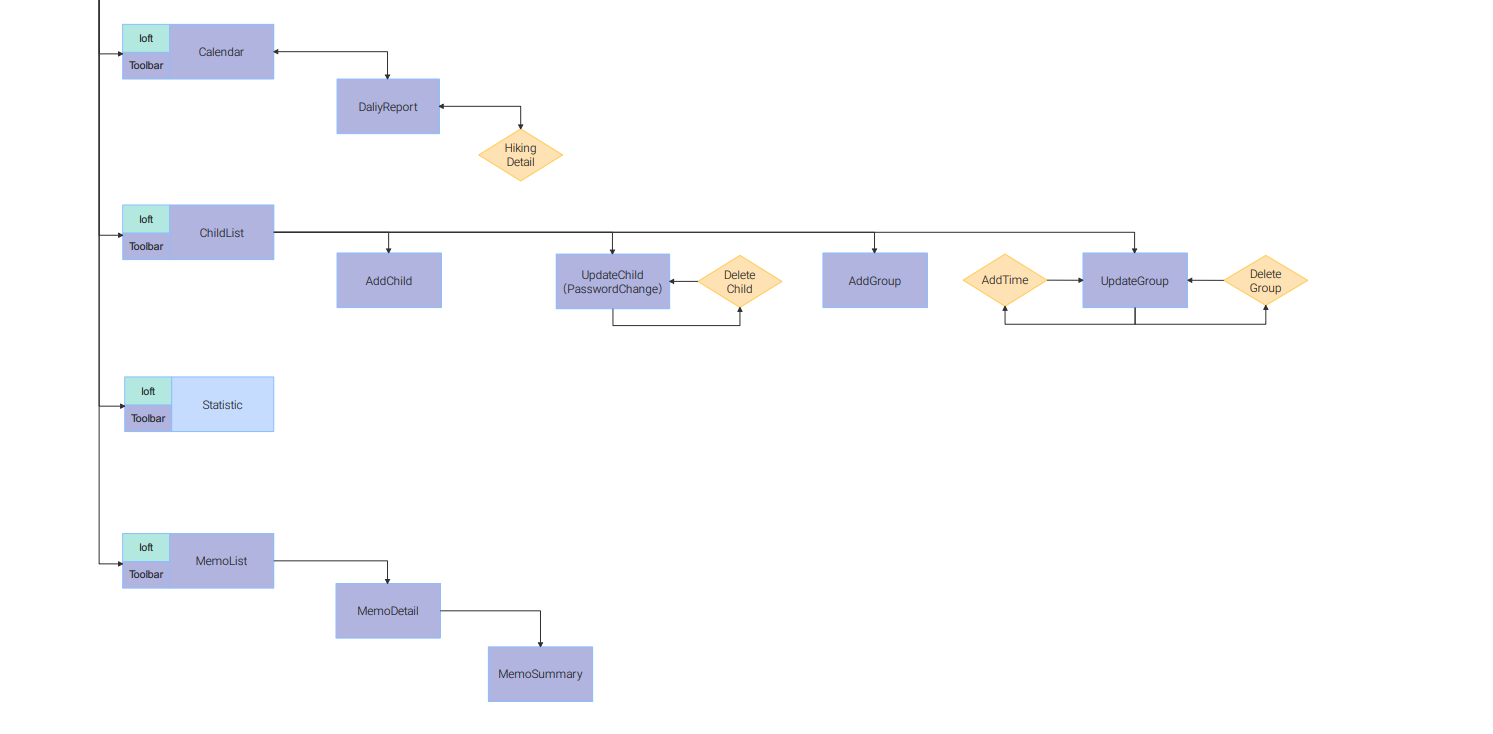 loft
Calendar
Toolbar
DaliyReport
Hiking
Detail
loft
ChildList
Toolbar
AddChild
UpdateChild
(PasswordChange)
Delete
Child
AddGroup
AddTime
UpdateGroup
Delete
Group
loft
Statistic
Toolbar
loft
MemoList
Toolbar
MemoDetail
MemoSummary